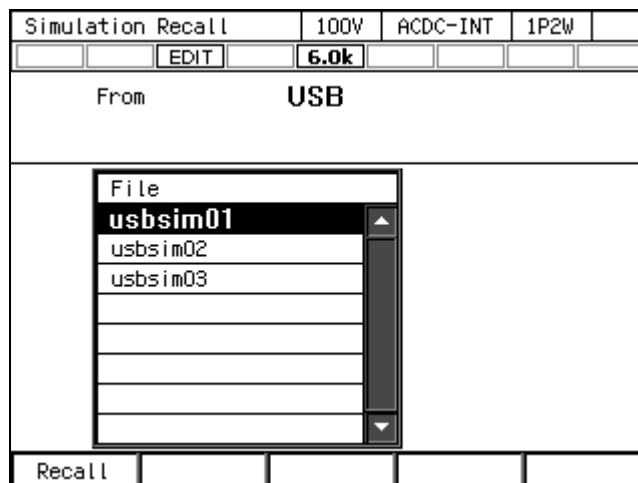 Simulation Recall 100V ACDC-INT 1P2W
EDIT 6.0k
From USB
File
usbsim01
usbsim02
usbsim03
Recall